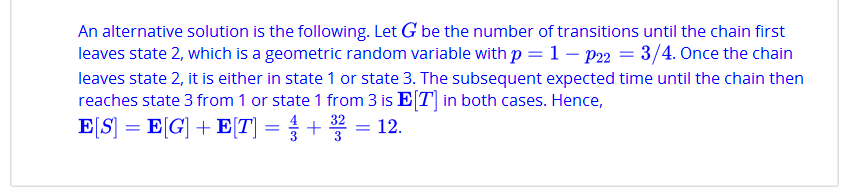 An alternative solution is the following. Let G be the number of transitions until the chain first
leaves state 2, which is a geometric random variable with p = 1 − p₂₂ = 3/4. Once the chain
leaves state 2, it is either in state 1 or state 3. The subsequent expected time until the chain then
reaches state 3 from 1 or state 1 from 3 is E[T] in both cases. Hence,
E[S] = E[G] + E[T] = 4/3 + 32/3 = 12.